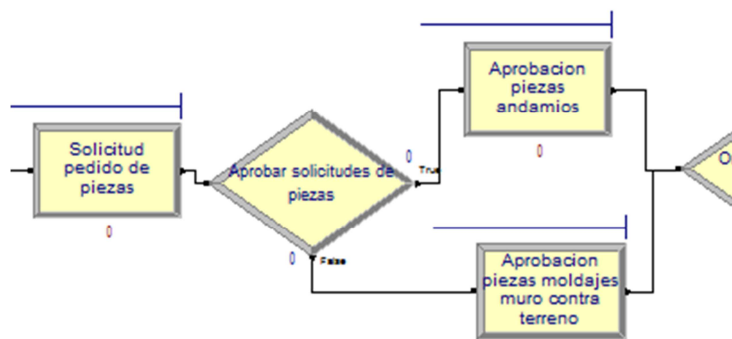 Solicitud
pedido de
piezas
0
Aprobar solicitudes de
piezas
0
True
0
False
Aprobacion
piezas
andamios
0
Aprobacion
piezas moldajes
muro contra
terreno
0